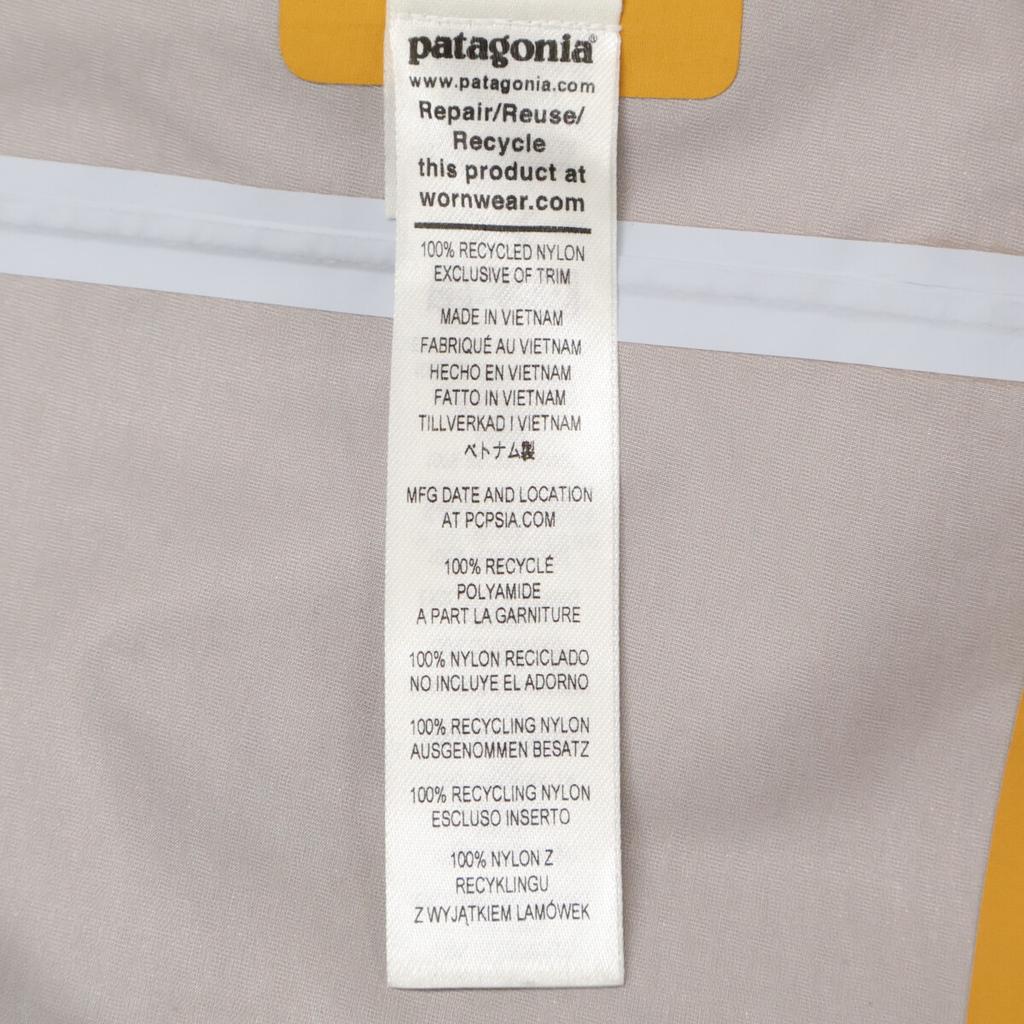 patagonia®
www.patagonia.com
Repair/Reuse/
Recycle
this product at
wornwear.com
100% RECYCLED NYLON
EXCLUSIVE OF TRIM
MADE IN VIETNAM
FABRIQUÉ AU VIETNAM
HECHO EN VIETNAM
FATTO IN VIETNAM
TILLVERKAD I VIETNAM
ベトナム製
MFG DATE AND LOCATION
AT PCPSIA.COM
100% RECYCLÉ
POLYAMIDE
A PART LA GARNITURE
100% NYLON RECICLADO
NO INCLUYE EL ADORNO
100% RECYCLING NYLON
AUSGENOMMEN BESATZ
100% RECYCLING NYLON
ESCLUSO INSERTO
100% NYLON Z
RECYKLINGU
Z WYJĄTKIEM LAMÓWEK